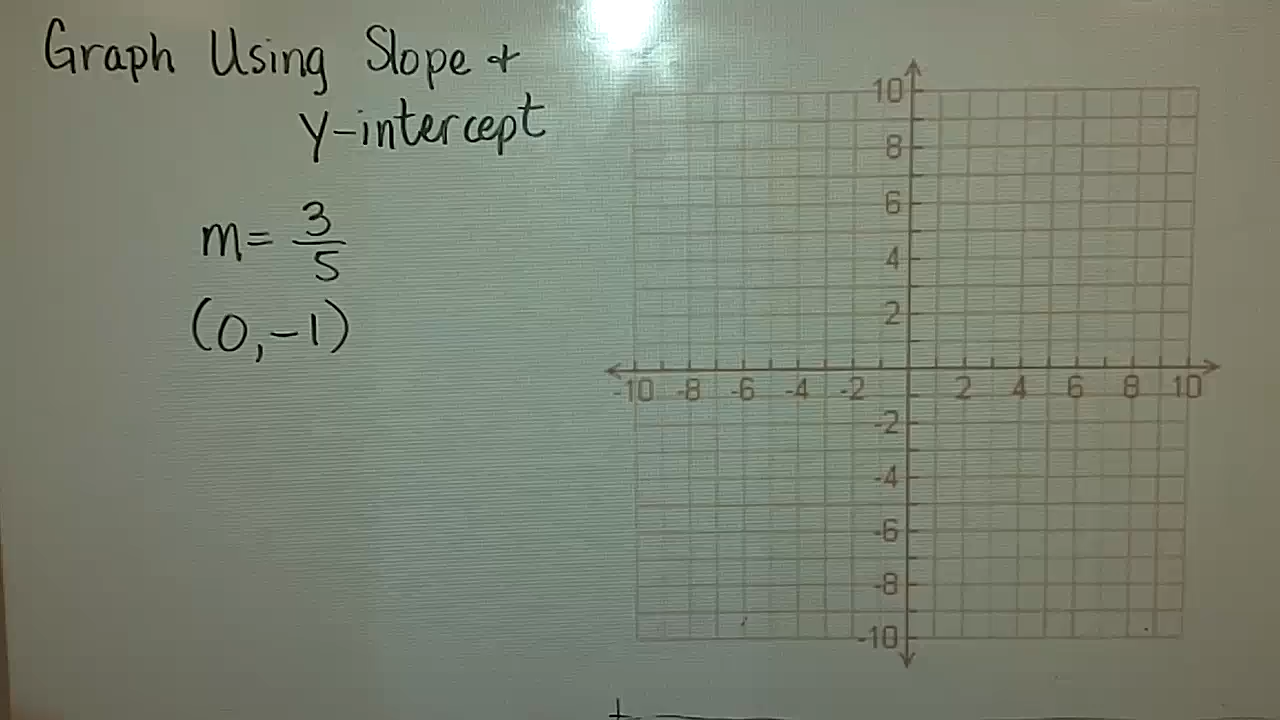 Graph Using Slope +
y-intercept
m= 3/5
(0,-1)
10
8
6
4
2
-10 -8 -6 -4 -2 2 4 6 8 10
-2
-4
-6
-8
-10